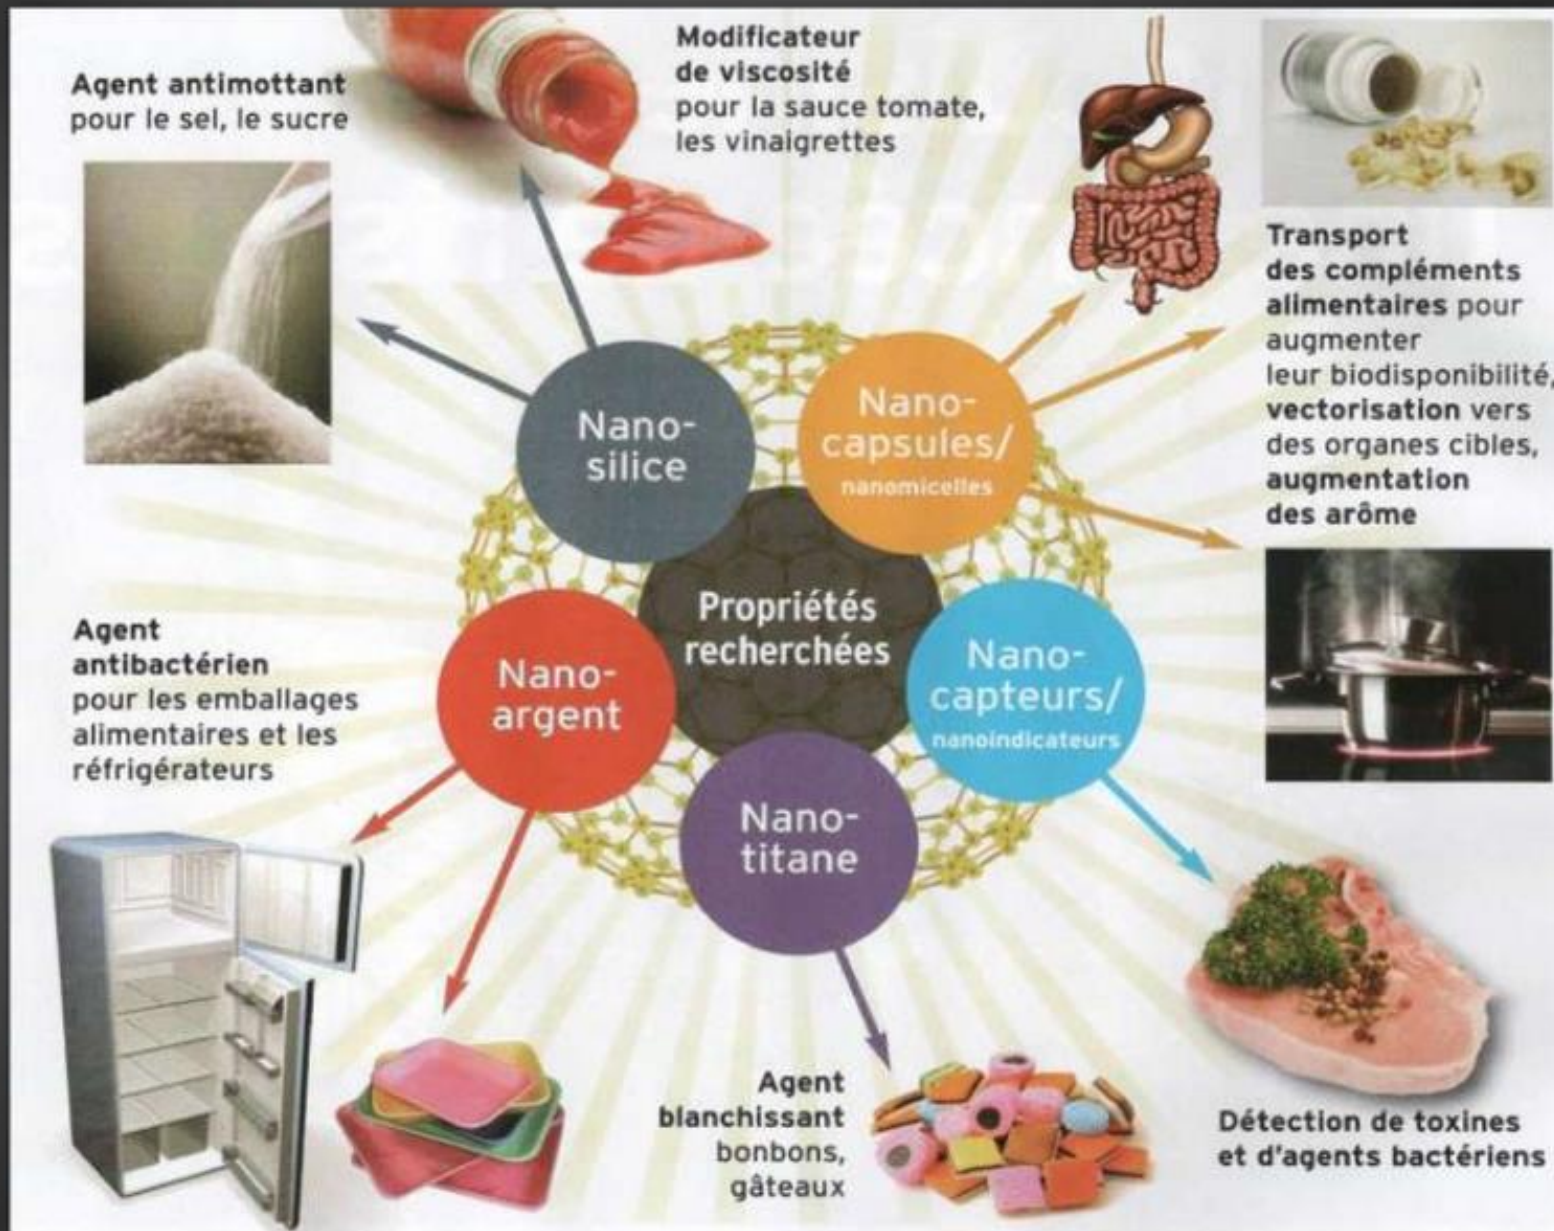 Agent antimottant
pour le sel, le sucre
Modificateur
de viscosité
pour la sauce tomate,
les vinaigrettes
Transport
des compléments
alimentaires pour
augmenter
leur biodisponibilité,
vectorisation vers
des organes cibles,
augmentation
des arôme
Nano-
silice
Nano-
capsules/
nanomicelles
Propriétés
recherchées
Nano-
argent
Nano-
capteurs/
nanoindicateurs
Nano-
titane
Agent
antibactérien
pour les emballages
alimentaires et les
réfrigérateurs
Agent
blanchissant
bonbons,
gâteaux
Détection de toxines
et d'agents bactériens